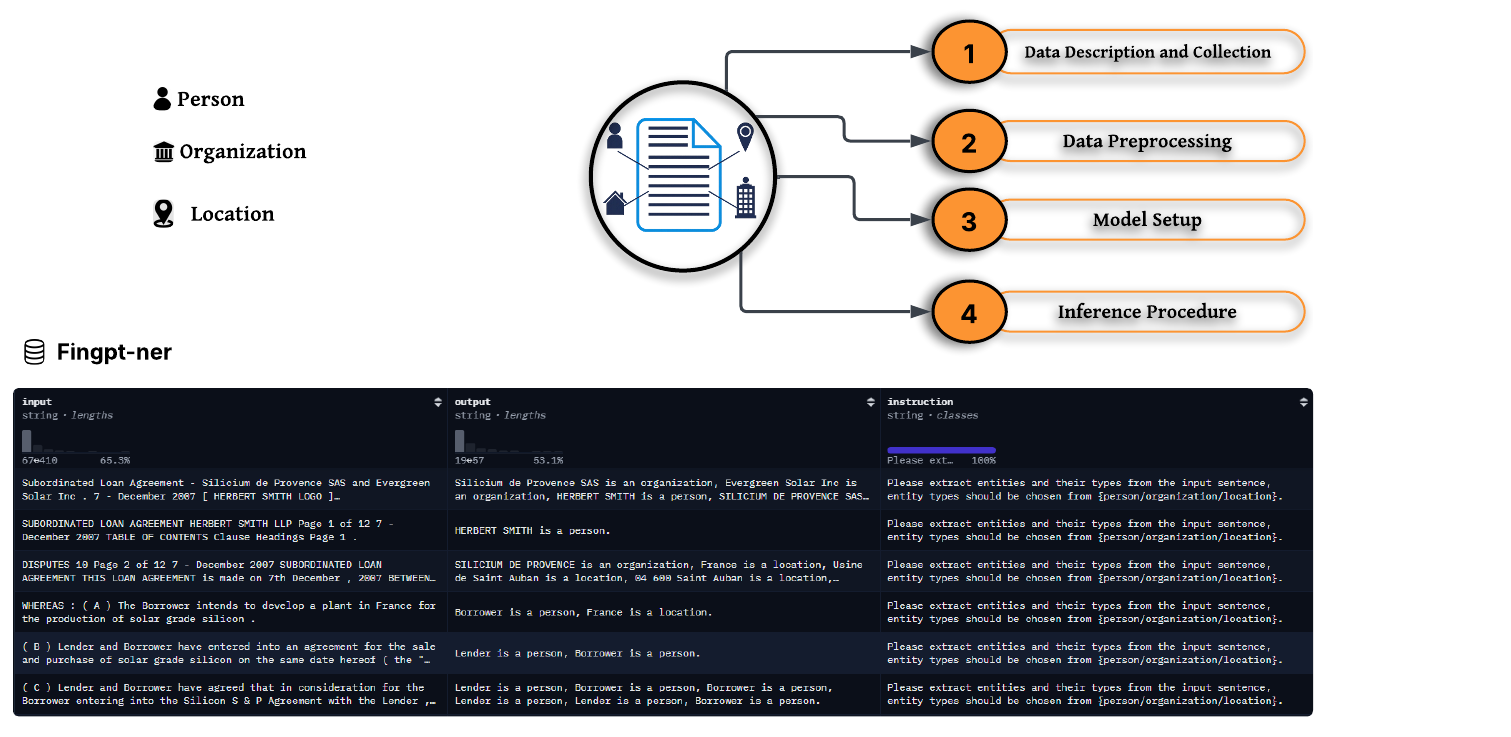 Person
Organization
Location
1
Data Description and Collection
2
Data Preprocessing
3
Model Setup
4
Inference Procedure
Fingpt-ner
input
string · lengths
67↔410 65.3%
output
string · lengths
19↔57 53.1%
instruction
string · classes
Please ext… 100%
Subordinated Loan Agreement - Silicium de Provence SAS and Evergreen
Solar Inc . 7 - December 2007 [ HERBERT SMITH LOGO ]…
Silicium de Provence SAS is an organization, Evergreen Solar Inc is
an organization, HERBERT SMITH is a person, SILICIUM DE PROVENCE SAS…
Please extract entities and their types from the input sentence,
entity types should be chosen from {person/organization/location}.
SUBORDINATED LOAN AGREEMENT HERBERT SMITH LLP Page 1 of 12 7 -
December 2007 TABLE OF CONTENTS Clause Headings Page 1 .
HERBERT SMITH is a person.
Please extract entities and their types from the input sentence,
entity types should be chosen from {person/organization/location}.
DISPUTES 10 Page 2 of 12 7 - December 2007 SUBORDINATED LOAN
AGREEMENT THIS LOAN AGREEMENT is made on 7th December , 2007 BETWEEN…
SILICIUM DE PROVENCE is an organization, France is a location, Usine
de Saint Auban is a location, 04 600 Saint Auban is a location,…
Please extract entities and their types from the input sentence,
entity types should be chosen from {person/organization/location}.
WHEREAS : ( A ) The Borrower intends to develop a plant in France for
the production of solar grade silicon .
Borrower is a person, France is a location.
Please extract entities and their types from the input sentence,
entity types should be chosen from {person/organization/location}.
( B ) Lender and Borrower have entered into an agreement for the sale
and purchase of solar grade silicon on the same date hereof ( the "…
Lender is a person, Borrower is a person.
Please extract entities and their types from the input sentence,
entity types should be chosen from {person/organization/location}.
( C ) Lender and Borrower have agreed that in consideration for the
Borrower entering into the Silicon S & P Agreement with the Lender ,…
Lender is a person, Borrower is a person, Borrower is a person,
Lender is a person, Lender is a person, Borrower is a person.
Please extract entities and their types from the input sentence,
entity types should be chosen from {person/organization/location}.